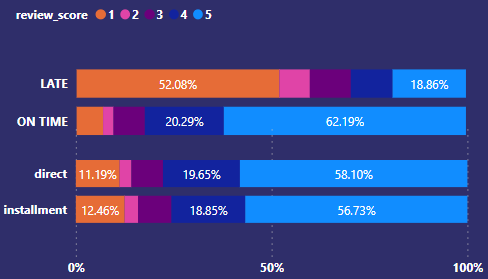 review_score 1 2 3 4 5
LATE 52.08% 18.86%
ON TIME 20.29% 62.19%
direct 11.19% 19.65% 58.10%
installment 12.46% 18.85% 56.73%
0% 50% 100%